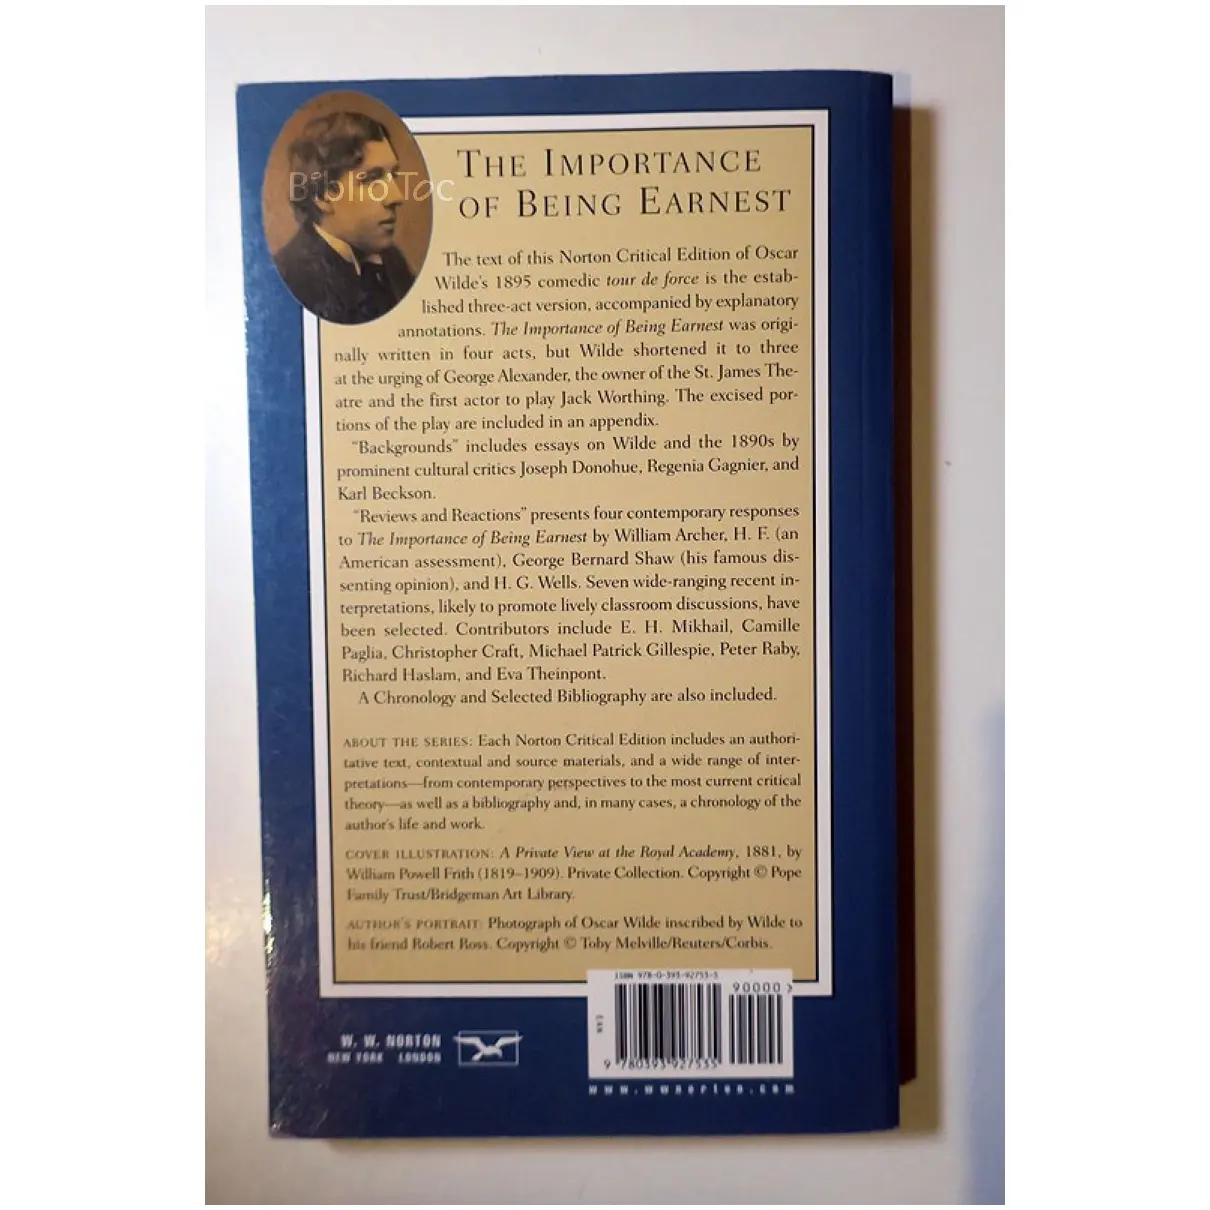 Biblio'Toc
THE IMPORTANCE
OF BEING EARNEST
The text of this Norton Critical Edition of Oscar
Wilde's 1895 comedic tour de force is the estab-
lished three-act version, accompanied by explanatory
annotations. The Importance of Being Earnest was origi-
nally written in four acts, but Wilde shortened it to three
at the urging of George Alexander, the owner of the St. James The-
atre and the first actor to play Jack Worthing. The excised por-
tions of the play are included in an appendix.
"Backgrounds" includes essays on Wilde and the 1890s by
prominent cultural critics Joseph Donohue, Regenia Gagnier, and
Karl Beckson.
"Reviews and Reactions" presents four contemporary responses
to The Importance of Being Earnest by William Archer, H. F. (an
American assessment), George Bernard Shaw (his famous dis-
senting opinion), and H. G. Wells. Seven wide-ranging recent in-
terpretations, likely to promote lively classroom discussions, have
been selected. Contributors include E. H. Mikhail, Camille
Paglia, Christopher Craft, Michael Patrick Gillespie, Peter Raby,
Richard Haslam, and Eva Theinpont.
A Chronology and Selected Bibliography are also included.
ABOUT THE SERIES: Each Norton Critical Edition includes an authori-
tative text, contextual and source materials, and a wide range of inter-
pretations—from contemporary perspectives to the most current critical
theory—as well as a bibliography and, in many cases, a chronology of the
author's life and work.
COVER ILLUSTRATION: A Private View at the Royal Academy, 1881, by
William Powell Frith (1819–1909). Private Collection. Copyright © Pope
Family Trust/Bridgeman Art Library.
AUTHOR'S PORTRAIT: Photograph of Oscar Wilde inscribed by Wilde to
his friend Robert Ross. Copyright © Toby Melville/Reuters/Corbis.
ISBN 978-0-393-92753-5
90000>
EAN
9 780393 927535
W. W. NORTON
NEW YORK LONDON
www.wwnorton.com